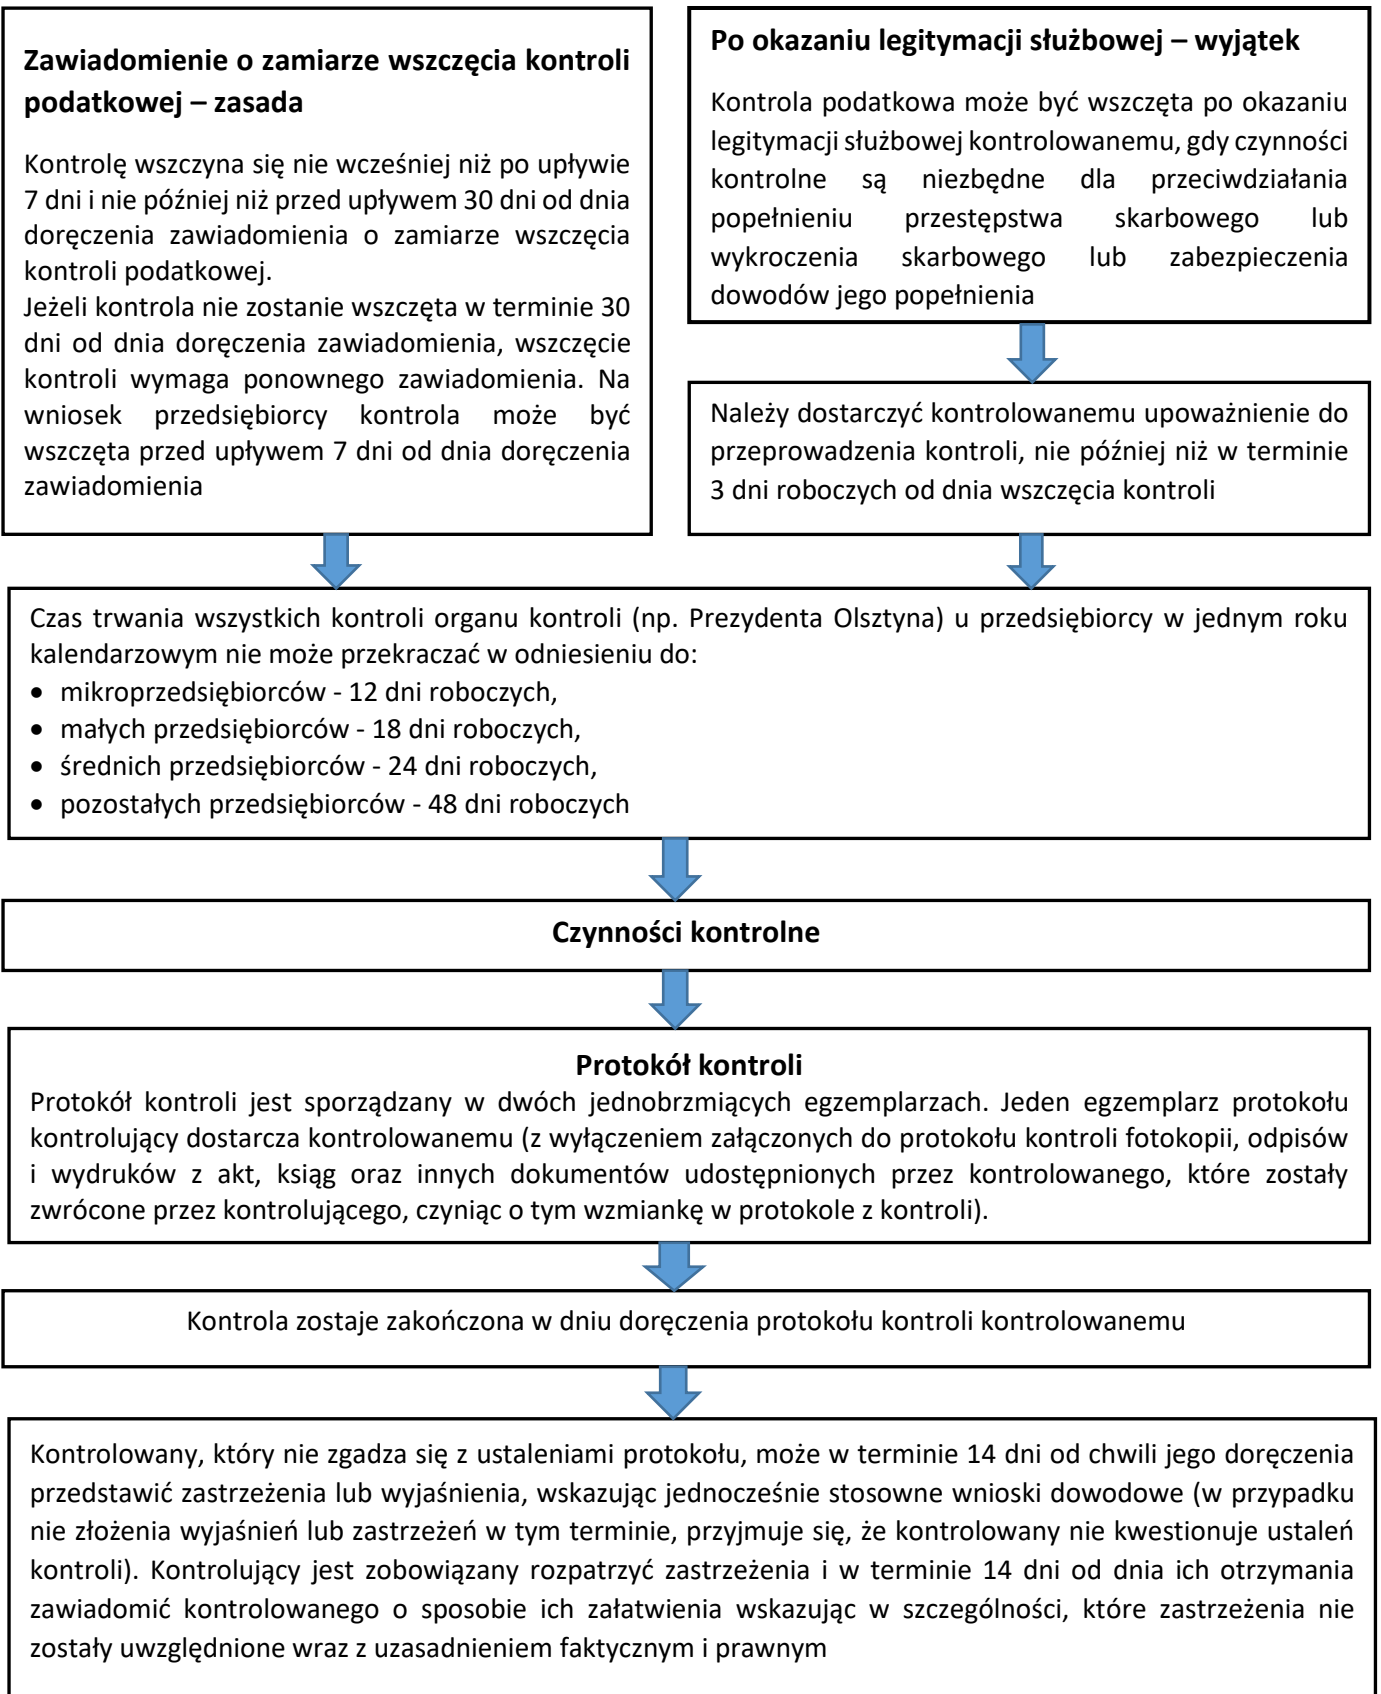 Zawiadomienie o zamiarze wszczęcia kontroli
podatkowej – zasada
Kontrolę wszczyna się nie wcześniej niż po upływie
7 dni i nie później niż przed upływem 30 dni od dnia
doręczenia zawiadomienia o zamiarze wszczęcia
kontroli podatkowej.
Jeżeli kontrola nie zostanie wszczęta w terminie 30
dni od dnia doręczenia zawiadomienia, wszczęcie
kontroli wymaga ponownego zawiadomienia. Na
wniosek przedsiębiorcy kontrola może być
wszczęta przed upływem 7 dni od dnia doręczenia
zawiadomienia
Po okazaniu legitymacji służbowej – wyjątek
Kontrola podatkowa może być wszczęta po okazaniu
legitymacji służbowej kontrolowanemu, gdy czynności
kontrolne są niezbędne dla przeciwdziałania
popełnieniu przestępstwa skarbowego lub
wykroczenia skarbowego lub zabezpieczenia
dowodów jego popełnienia
Należy dostarczyć kontrolowanemu upoważnienie do
przeprowadzenia kontroli, nie później niż w terminie
3 dni roboczych od dnia wszczęcia kontroli
Czas trwania wszystkich kontroli organu kontroli (np. Prezydenta Olsztyna) u przedsiębiorcy w jednym roku
kalendarzowym nie może przekraczać w odniesieniu do:
• mikroprzedsiębiorców - 12 dni roboczych,
• małych przedsiębiorców - 18 dni roboczych,
• średnich przedsiębiorców - 24 dni roboczych,
• pozostałych przedsiębiorców - 48 dni roboczych
Czynności kontrolne
Protokół kontroli
Protokół kontroli jest sporządzany w dwóch jednobrzmiących egzemplarzach. Jeden egzemplarz protokołu
kontrolujący dostarcza kontrolowanemu (z wyłączeniem załączonych do protokołu kontroli fotokopii, odpisów
i wydruków z akt, ksiąg oraz innych dokumentów udostępnionych przez kontrolowanego, które zostały
zwrócone przez kontrolującego, czyniąc o tym wzmiankę w protokole z kontroli).
Kontrola zostaje zakończona w dniu doręczenia protokołu kontroli kontrolowanemu
Kontrolowany, który nie zgadza się z ustaleniami protokołu, może w terminie 14 dni od chwili jego doręczenia
przedstawić zastrzeżenia lub wyjaśnienia, wskazując jednocześnie stosowne wnioski dowodowe (w przypadku
nie złożenia wyjaśnień lub zastrzeżeń w tym terminie, przyjmuje się, że kontrolowany nie kwestionuje ustaleń
kontroli). Kontrolujący jest zobowiązany rozpatrzyć zastrzeżenia i w terminie 14 dni od dnia ich otrzymania
zawiadomić kontrolowanego o sposobie ich załatwienia wskazując w szczególności, które zastrzeżenia nie
zostały uwzględnione wraz z uzasadnieniem faktycznym i prawnym